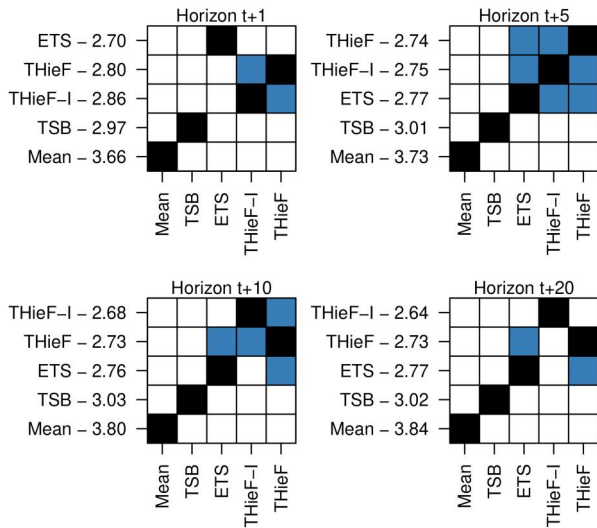 Horizon t+1
ETS - 2.70
THieF - 2.80
THieF-I - 2.86
TSB - 2.97
Mean - 3.66
Mean
TSB
ETS
THieF-I
THieF
Horizon t+5
THieF - 2.74
THieF-I - 2.75
ETS - 2.77
TSB - 3.01
Mean - 3.73
Mean
TSB
ETS
THieF-I
THieF
Horizon t+10
THieF-I - 2.68
THieF - 2.73
ETS - 2.76
TSB - 3.03
Mean - 3.80
Mean
TSB
ETS
THieF-I
THieF
Horizon t+20
THieF-I - 2.64
THieF - 2.73
ETS - 2.77
TSB - 3.02
Mean - 3.84
Mean
TSB
ETS
THieF-I
THieF